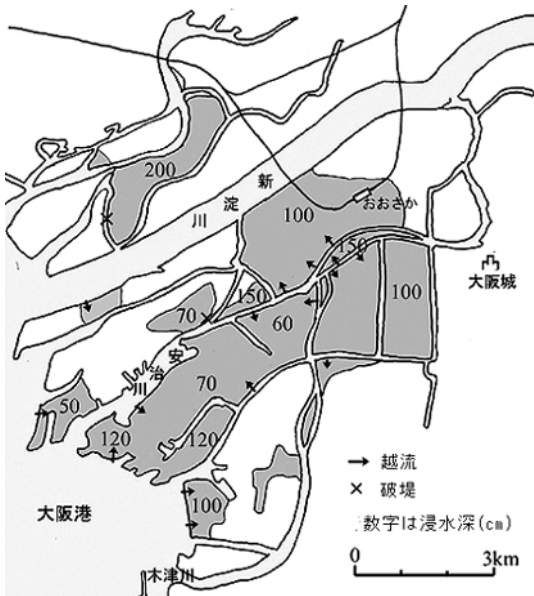 200
新
淀
川
100
おおさか
150
大阪城
100
70
150
60
安
治
川
70
50
120
120
100
大阪港
木津川
→ 越流
× 破堤
数字は浸水深(cm)
0 3km